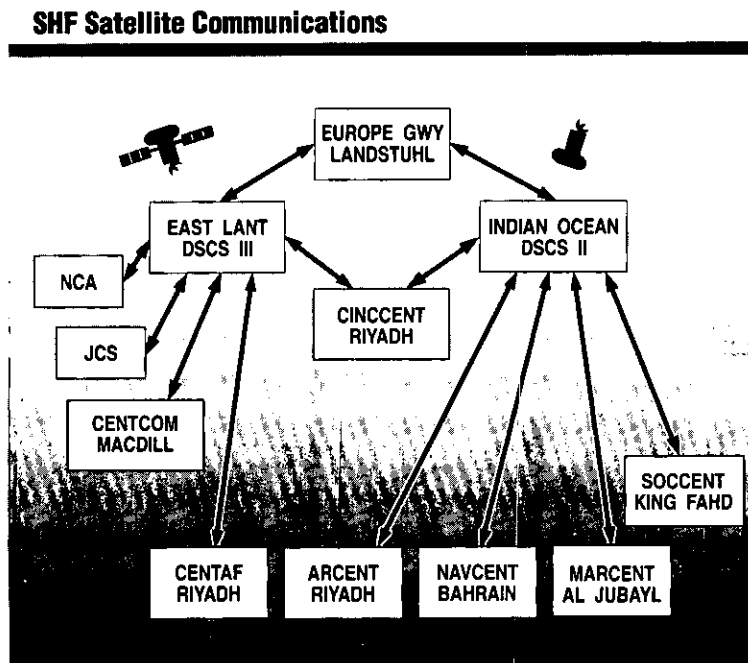 SHF Satellite Communications
EUROPE GWY
LANDSTUHL
EAST LANT
DSCS III
INDIAN OCEAN
DSCS II
NCA
CINCCENT
RIYADH
JCS
CENTCOM
MACDILL
SOCCENT
KING FAHD
CENTAF
RIYADH
ARCENT
RIYADH
NAVCENT
BAHRAIN
MARCENT
AL JUBAYL